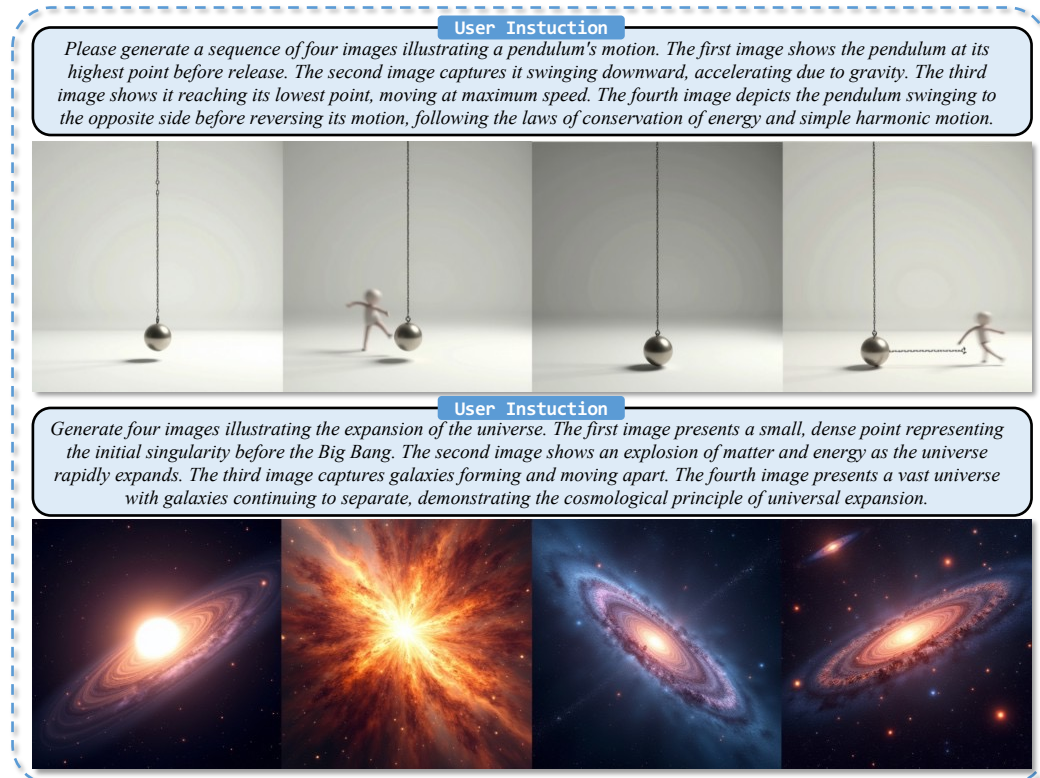 User Instuction
Please generate a sequence of four images illustrating a pendulum's motion. The first image shows the pendulum at its
highest point before release. The second image captures it swinging downward, accelerating due to gravity. The third
image shows it reaching its lowest point, moving at maximum speed. The fourth image depicts the pendulum swinging to
the opposite side before reversing its motion, following the laws of conservation of energy and simple harmonic motion.
User Instuction
Generate four images illustrating the expansion of the universe. The first image presents a small, dense point representing
the initial singularity before the Big Bang. The second image shows an explosion of matter and energy as the universe
rapidly expands. The third image captures galaxies forming and moving apart. The fourth image presents a vast universe
with galaxies continuing to separate, demonstrating the cosmological principle of universal expansion.